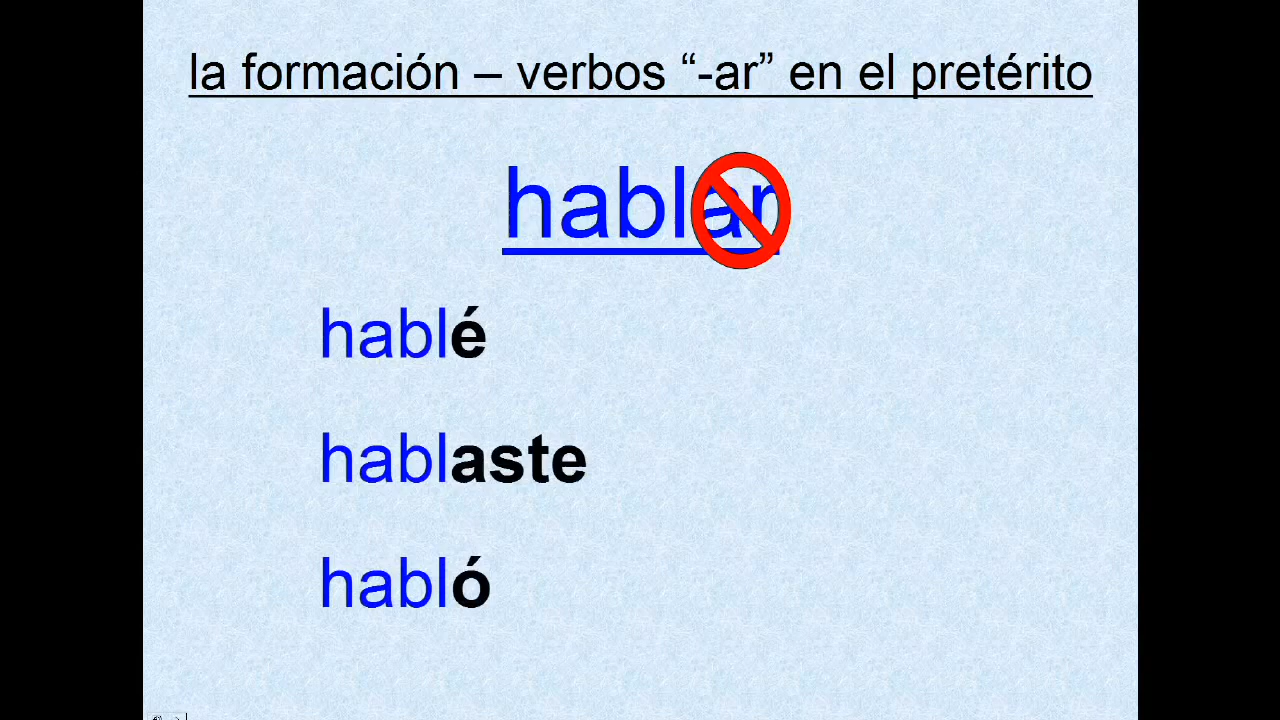 la formación – verbos “-ar” en el pretérito
hablar
hablé
hablaste
habló